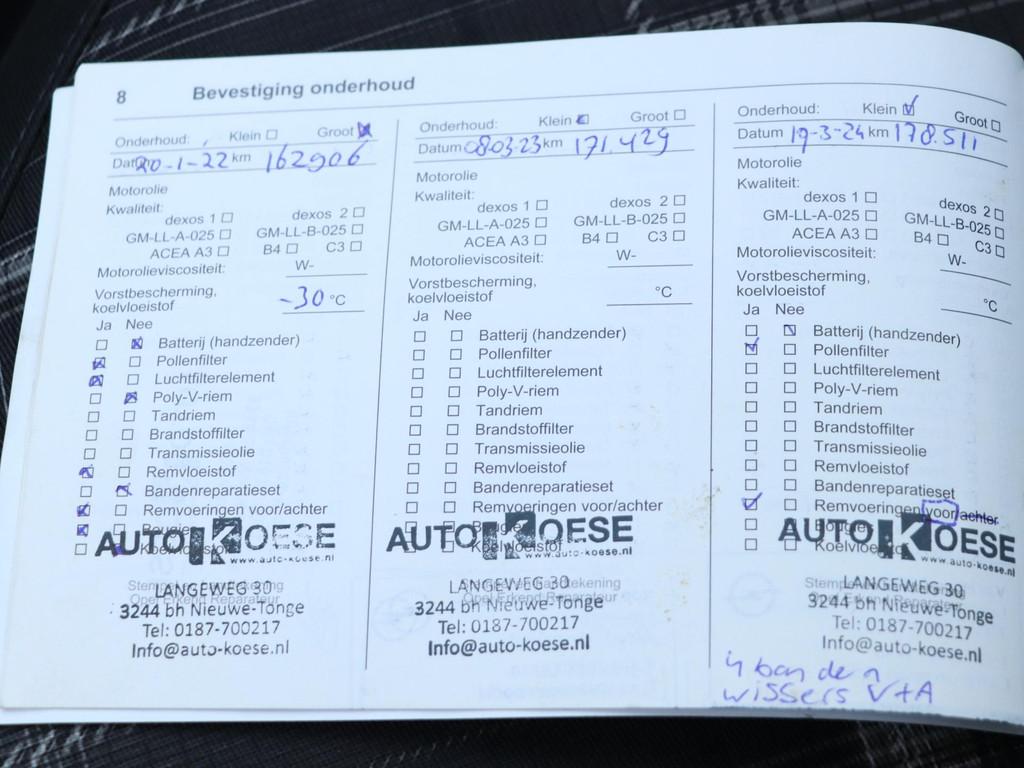 8 Bevestiging onderhoud
Onderhoud: Klein Groot
Datum 20-1-22 km 162906
Motorolie
Kwaliteit:
dexos 1 dexos 2
GM-LL-A-025 GM-LL-B-025
ACEA A3 B4 C3
Motorolieviscositeit: W-
Vorstbescherming,
koelvloeistof -30 °C
Ja Nee
Batterij (handzender)
Pollenfilter
Luchtfilterelement
Poly-V-riem
Tandriem
Brandstoffilter
Transmissieolie
Remvloeistof
Bandenreparatieset
Remvoeringen voor/achter
Bougies
Koelvloeistof
AUTO KOESE
www.auto-koese.nl
LANGEWEG 30
3244 bh Nieuwe-Tonge
Tel: 0187-700217
Info@auto-koese.nl
Onderhoud: Klein Groot
Datum 08.03.23 km 171.429
Motorolie
Kwaliteit:
dexos 1 dexos 2
GM-LL-A-025 GM-LL-B-025
ACEA A3 B4 C3
Motorolieviscositeit: W-
Vorstbescherming,
koelvloeistof °C
Ja Nee
Batterij (handzender)
Pollenfilter
Luchtfilterelement
Poly-V-riem
Tandriem
Brandstoffilter
Transmissieolie
Remvloeistof
Bandenreparatieset
Remvoeringen voor/achter
Koelvloeistof
AUTO KOESE
www.auto-koese.nl
LANGEWEG 30
Opel Erkend Reparateur
3244 bh Nieuwe-Tonge
Tel: 0187-700217
Info@auto-koese.nl
Onderhoud: Klein Groot
Datum 19-3-24 km 178.511
Motorolie
Kwaliteit:
dexos 1 dexos 2
GM-LL-A-025 GM-LL-B-025
ACEA A3 B4 C3
Motorolieviscositeit: W-
Vorstbescherming,
koelvloeistof °C
Ja Nee
Batterij (handzender)
Pollenfilter
Luchtfilterelement
Poly-V-riem
Tandriem
Brandstoffilter
Transmissieolie
Remvloeistof
Bandenreparatieset
Remvoeringen voor/achter
Bougies
AUTO KOESE
www.auto-koese.nl
LANGEWEG 30
3244 bh Nieuwe-Tonge
Tel: 0187-700217
Info@auto-koese.nl
4 banden
wissers V+A